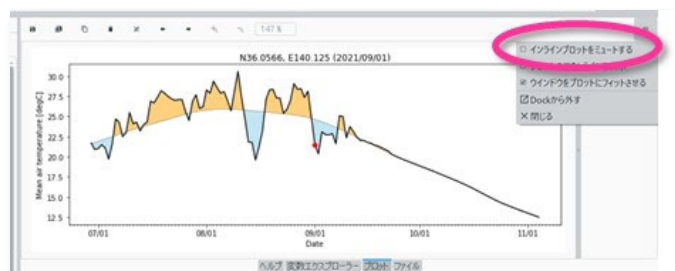 147 %
インラインプロットをミュートする
ウインドウをプロットにフィットさせる
Dockから外す
閉じる
N36.0566, E140.125 (2021/09/01)
Mean air temperature [degC]
30.0
27.5
25.0
22.5
20.0
17.5
15.0
12.5
07/01 08/01 09/01 10/01 11/01
Date
ヘルプ 変数エクスプローラー プロット ファイル